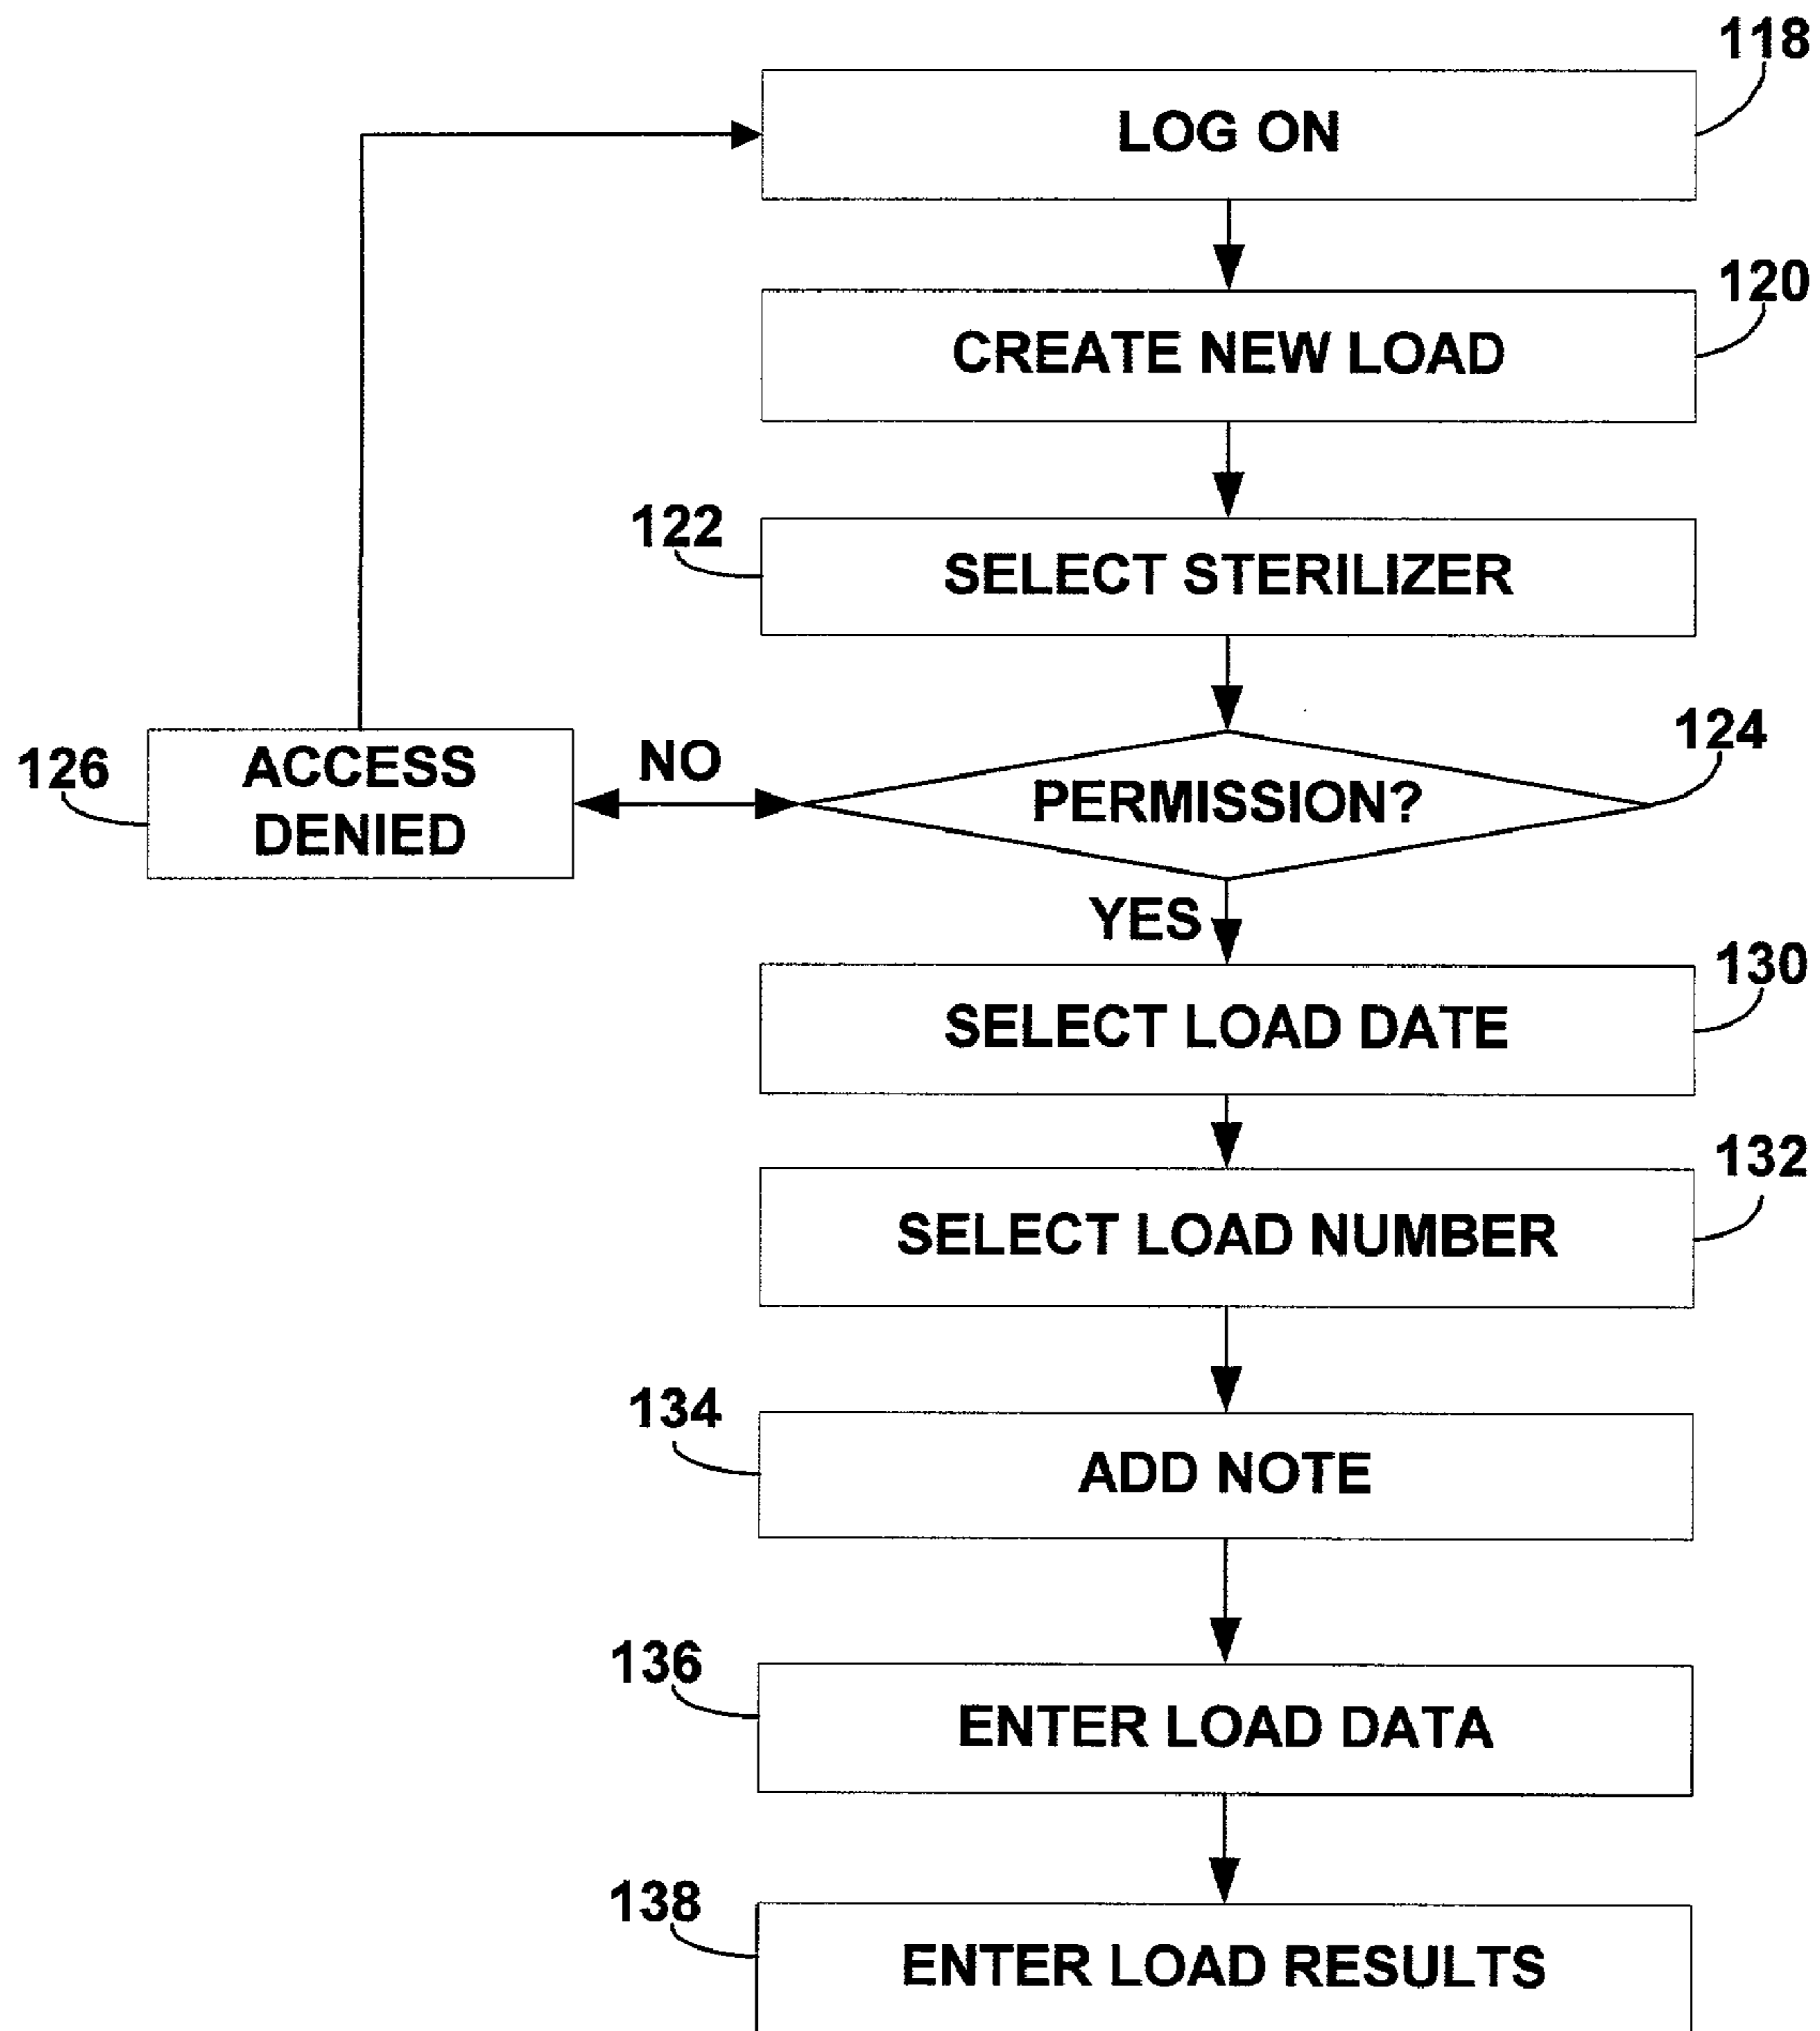 118
LOG ON
120
CREATE NEW LOAD
122
SELECT STERILIZER
124
PERMISSION?
NO
126
ACCESS
DENIED
YES
130
SELECT LOAD DATE
132
SELECT LOAD NUMBER
134
ADD NOTE
136
ENTER LOAD DATA
138
ENTER LOAD RESULTS